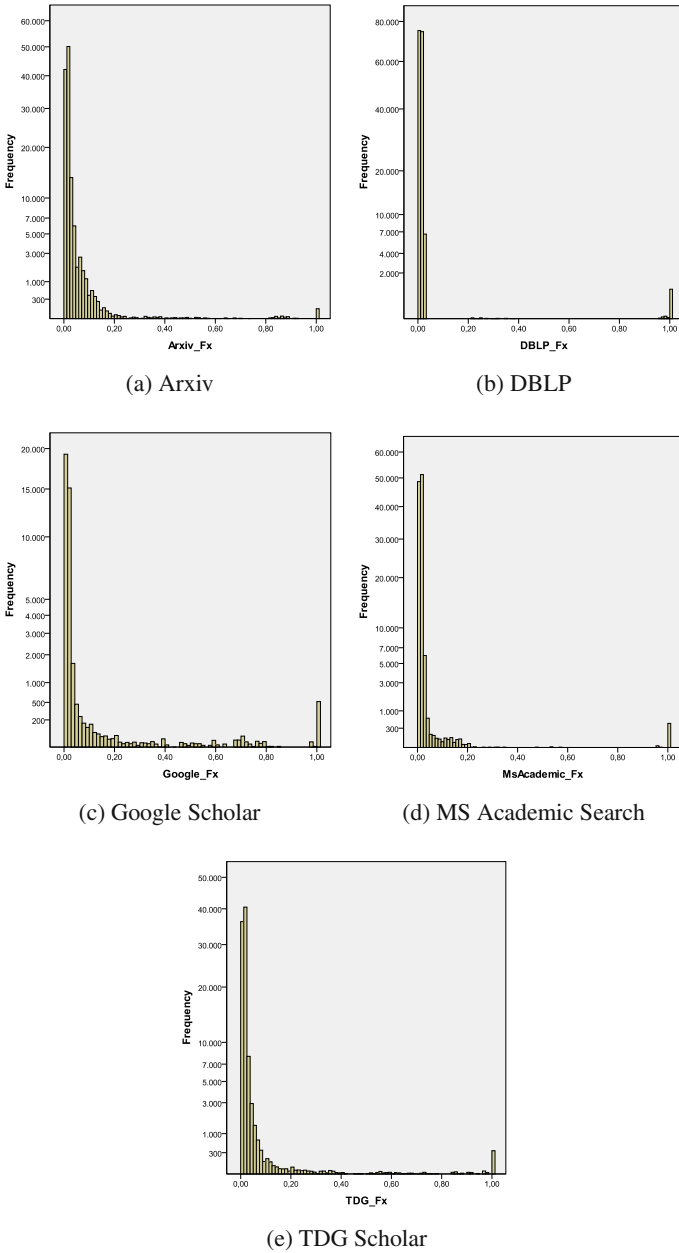 60.000
50.000
40.000
30.000
20.000
10.000
7.000
5.000
3.000
1.000
300
Frequency
0,00 0,20 0,40 0,60 0,80 1,00
Arxiv_Fx
(a) Arxiv
80.000
60.000
40.000
20.000
10.000
7.000
4.000
2.000
Frequency
0,00 0,20 0,40 0,60 0,80 1,00
DBLP_Fx
(b) DBLP
20.000
15.000
10.000
5.000
4.000
3.000
2.000
1.000
500
200
Frequency
0,00 0,20 0,40 0,60 0,80 1,00
Google_Fx
(c) Google Scholar
60.000
50.000
40.000
30.000
20.000
10.000
7.000
5.000
3.000
1.000
300
Frequency
0,00 0,20 0,40 0,60 0,80 1,00
MsAcademic_Fx
(d) MS Academic Search
50.000
40.000
30.000
20.000
10.000
7.000
5.000
3.000
1.000
300
Frequency
0,00 0,20 0,40 0,60 0,80 1,00
TDG_Fx
(e) TDG Scholar